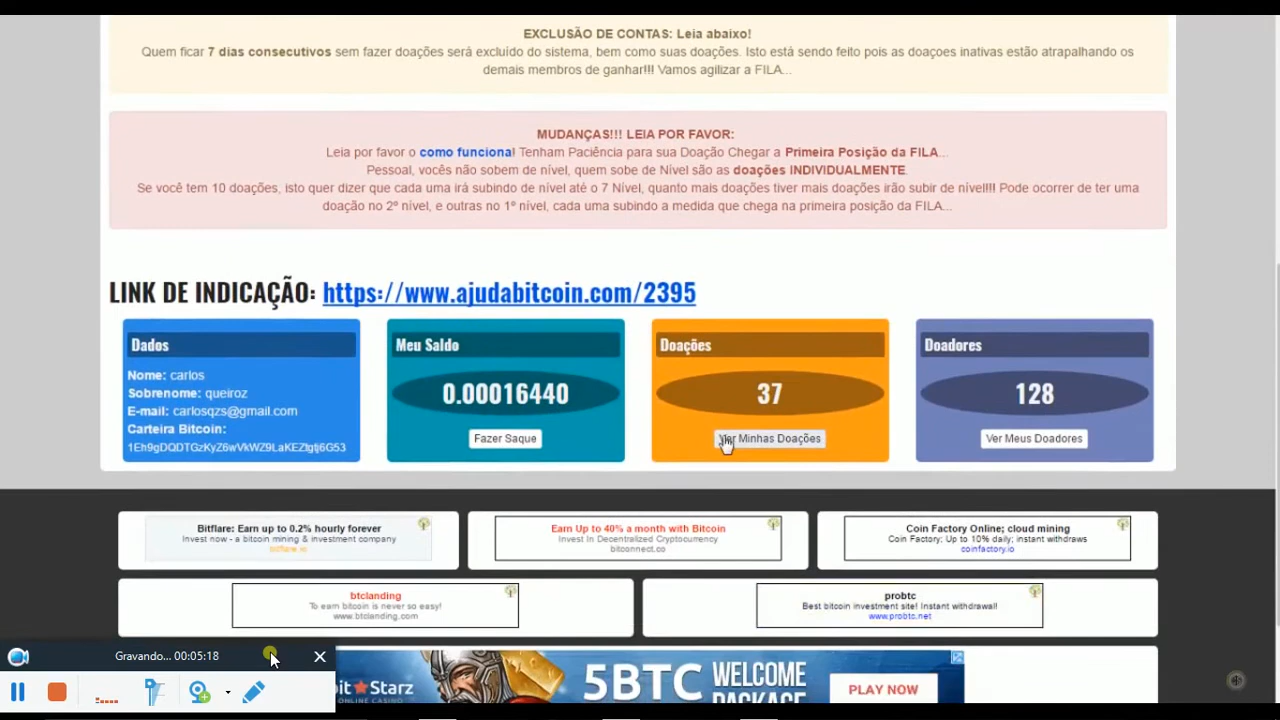 EXCLUSÃO DE CONTAS: Leia abaixo!
Quem ficar 7 dias consecutivos sem fazer doações será excluído do sistema, bem como suas doações. Isto está sendo feito pois as doaçoes inativas estão atrapalhando os
demais membros de ganhar!!! Vamos agilizar a FILA...
MUDANÇAS!!! LEIA POR FAVOR:
Leia por favor o como funciona! Tenham Paciência para sua Doação Chegar a Primeira Posição da FILA...
Pessoal, vocês não sobem de nível, quem sobe de Nível são as doações INDIVIDUALMENTE.
Se você tem 10 doações, isto quer dizer que cada uma irá subindo de nível até o 7 Nível, quanto mais doações tiver mais doações irão subir de nível!!! Pode ocorrer de ter uma
doação no 2º nível, e outras no 1º nível, cada uma subindo a medida que chega na primeira posição da FILA...
LINK DE INDICAÇÃO: https://www.ajudabitcoin.com/2395
Dados
Nome: carlos
Sobrenome: queiroz
E-mail: carlosqzs@gmail.com
Carteira Bitcoin:
Meu Saldo
0.00016440
Fazer Saque
Doações
37
Ver Minhas Doações
Doadores
128
Ver Meus Doadores
Bitflare: Earn up to 0.2% hourly forever
Invest now - a bitcoin mining & investment company
bitflare.io
Earn Up to 40% a month with Bitcoin
Invest In Decentralized Cryptocurrency
bitconnect.co
Coin Factory Online; cloud mining
Coin Factory; Up to 10% daily; instant withdraws
coinfactory.io
btclanding
To earn bitcoin is never so easy!
www.btclanding.com
probtc
Best bitcoin investment site! Instant withdrawal!
www.probtc.net
Gravando... 00:05:18
5BTC WELCOME
PACKAGE
PLAY NOW